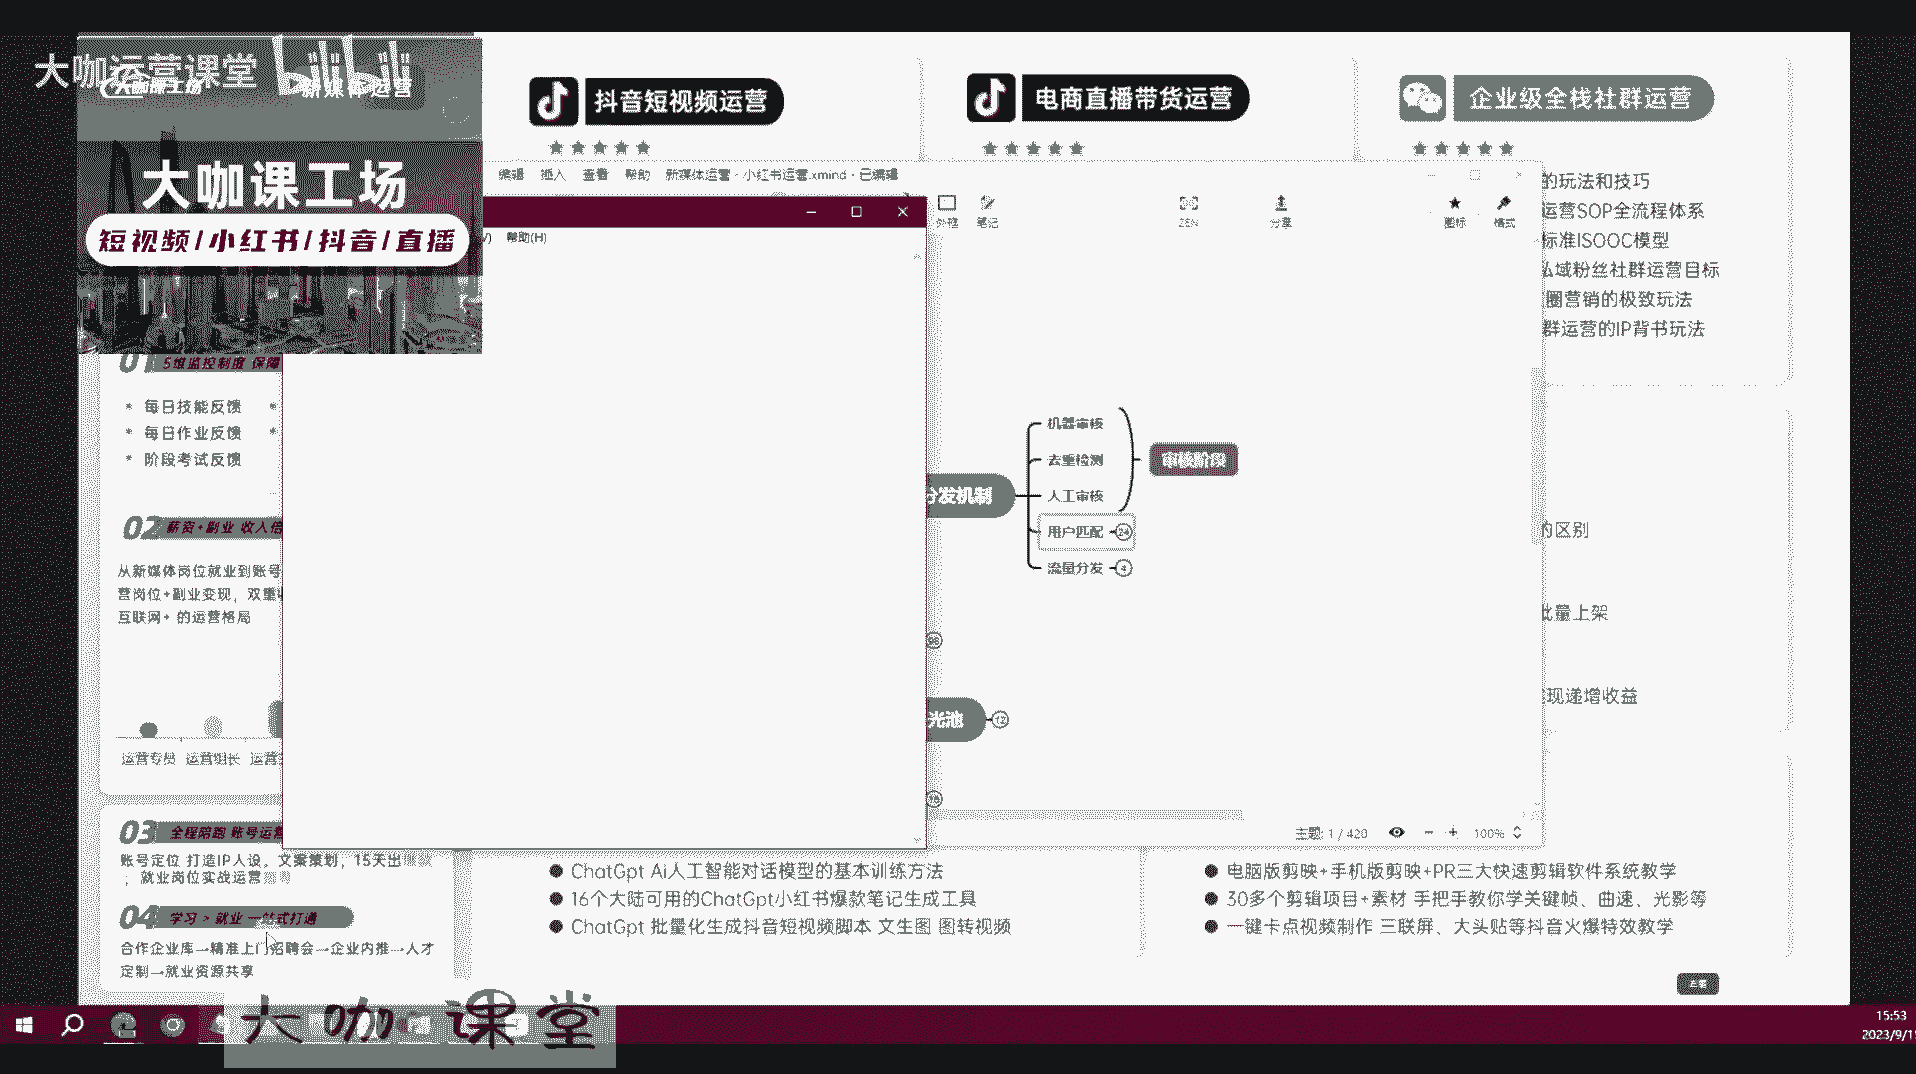 大咖运营课堂
bilibili
大咖课工场
新媒体运营
大咖课工场
短视频/小红书/抖音/直播
抖音短视频运营
电商直播带货运营
企业级全栈社群运营
编辑 插入 查看 帮助 新媒体运营 - 小红书运营.xmind - 已编辑
帮助(H)
外框 笔记 ZEN 分享 图标 格式
的玩法和技巧
运营SOP全流程体系
标准ISOOC模型
私域粉丝社群运营目标
圈营销的极致玩法
群运营的IP背书玩法
01 5维监控制度 保障
* 每日技能反馈 *
* 每日作业反馈 *
* 阶段考试反馈
机器审核
去重检测
人工审核
用户匹配 24
流量分发 4
审核阶段
分发机制
的区别
02 薪资+副业 收入倍
从新媒体岗位就业到账号
营岗位+副业变现，双重
互联网+ 的运营格局
98
批量上架
现递增收益
光池 12
运营专员 运营组长 运营
16
主题: 1 / 420 100%
03 全程陪跑 账号运营
账号定位 打造IP人设。文案策划，15天出
，就业岗位实战运营
04 学习 > 就业 一站式打通
合作企业库→精准上门招聘会→企业内推→人才
定制→就业资源共享
● ChatGpt Ai人工智能对话模型的基本训练方法
● 16个大陆可用的ChatGpt小红书爆款笔记生成工具
● ChatGpt 批量化生成抖音短视频脚本 文生图 图转视频
● 电脑版剪映+手机版剪映+PR三大快速剪辑软件系统教学
● 30多个剪辑项目+素材 手把手教你学关键帧、曲速、光影等
● 一键卡点视频制作 三联屏、大头贴等抖音火爆特效教学
大咖课堂
15:53
2023/9/1